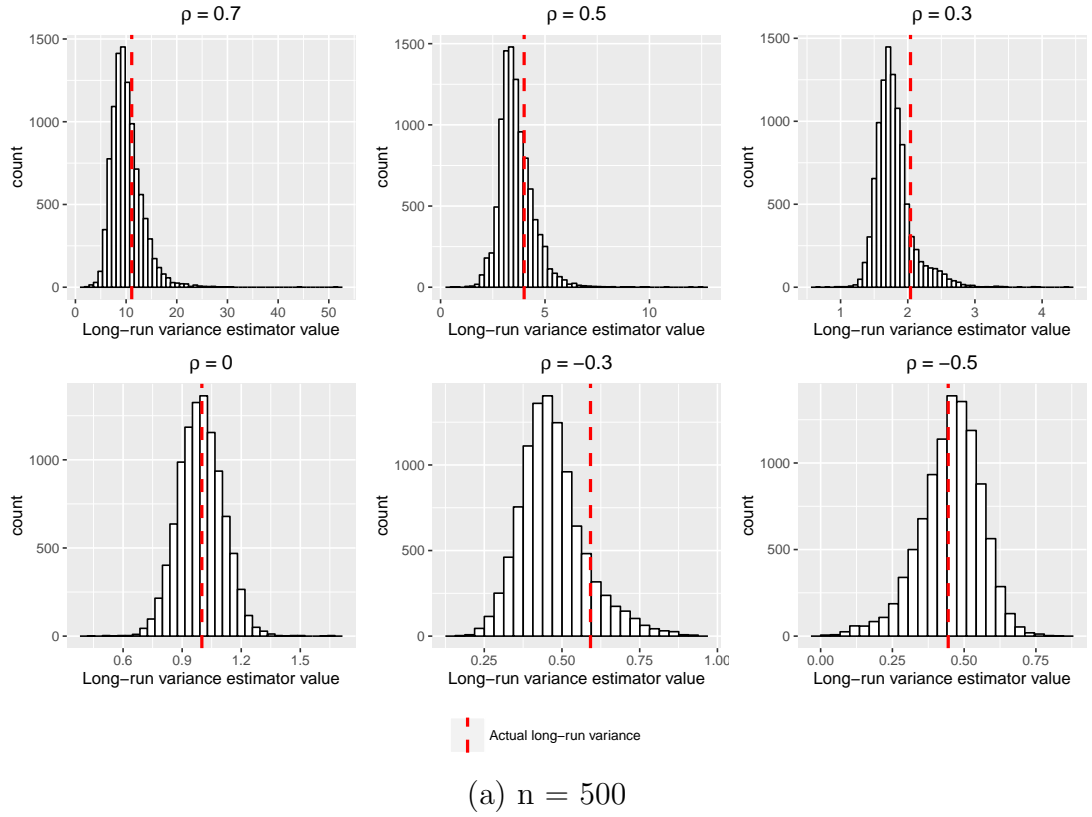 ρ = 0.7
ρ = 0.5
ρ = 0.3
1500
1000
500
0
count
0 10 20 30 40 50
Long−run variance estimator value
1500
1000
500
0
count
0 5 10
Long−run variance estimator value
1500
1000
500
0
count
1 2 3 4
Long−run variance estimator value
ρ = 0
ρ = −0.3
ρ = −0.5
1000
500
0
count
0.6 0.9 1.2 1.5
Long−run variance estimator value
1000
500
0
count
0.25 0.50 0.75 1.00
Long−run variance estimator value
1000
500
0
count
0.00 0.25 0.50 0.75
Long−run variance estimator value
Actual long−run variance
(a) n = 500